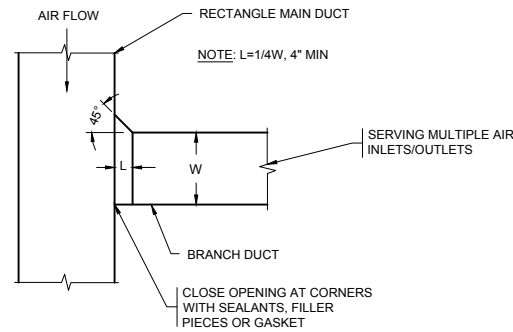 AIR FLOW
RECTANGLE MAIN DUCT
NOTE: L=1/4W, 4" MIN
45°
L
W
SERVING MULTIPLE AIR
INLETS/OUTLETS
BRANCH DUCT
CLOSE OPENING AT CORNERS
WITH SEALANTS, FILLER
PIECES OR GASKET